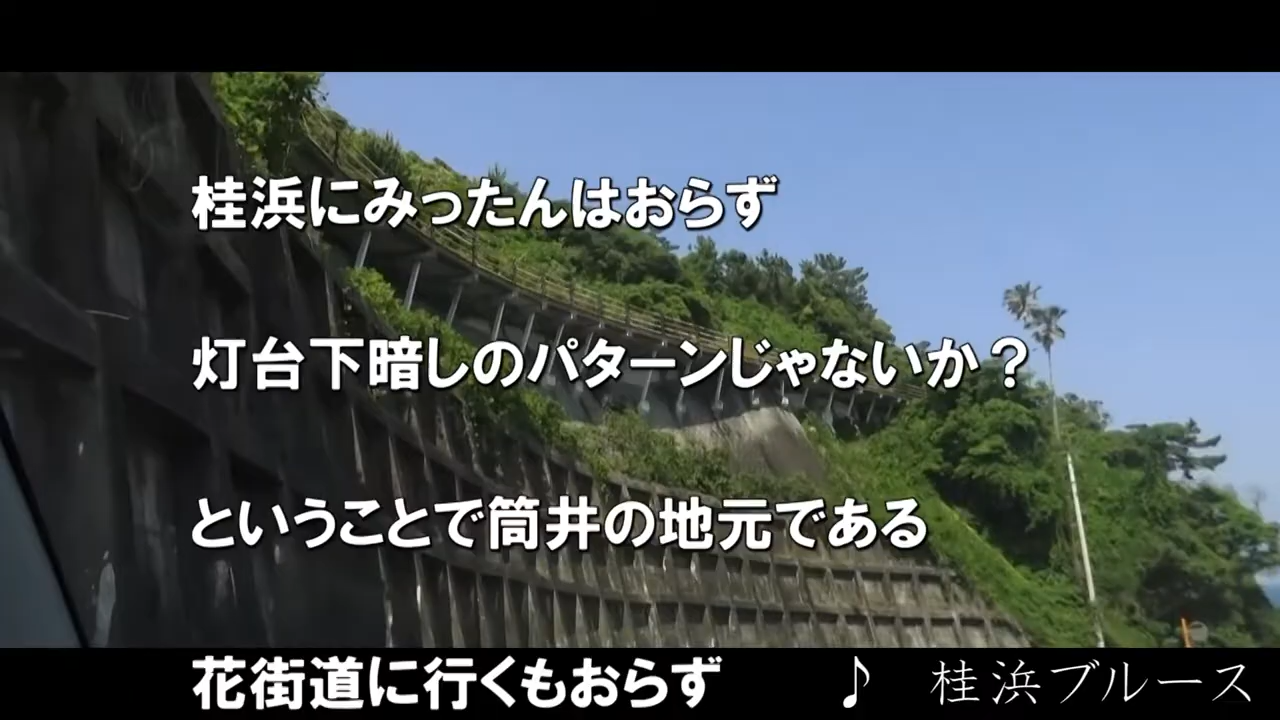 桂浜にみったんはおらず
灯台下暗しのパターンじゃないか？
ということで筒井の地元である
花街道に行くもおらず
♪ 桂浜ブルース